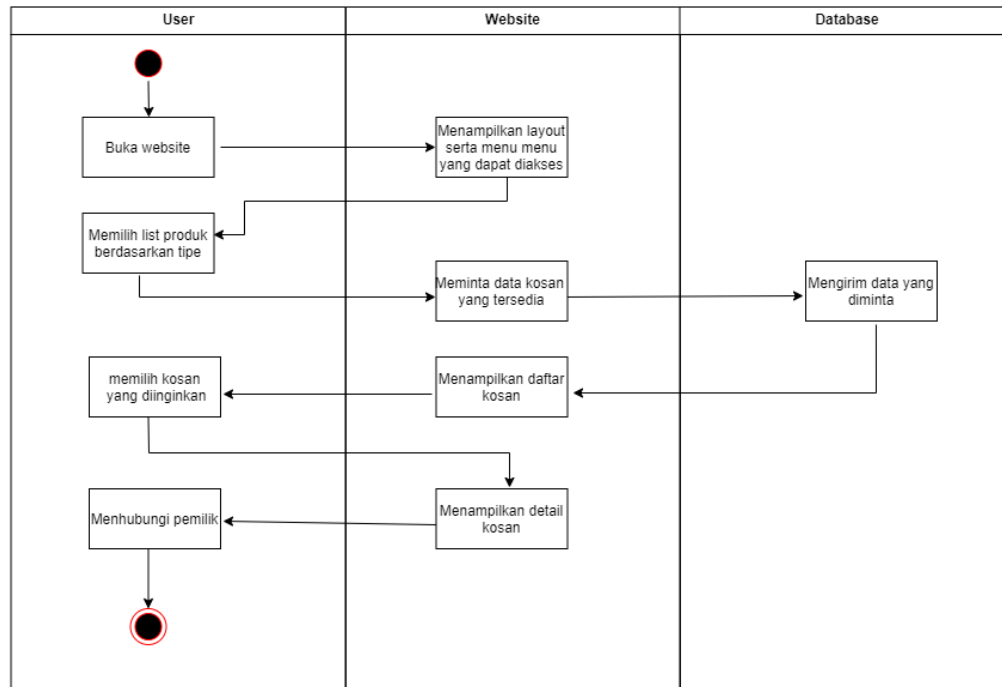 User
Website
Database
Buka website
Menampilkan layout
serta menu menu
yang dapat diakses
Memilih list produk
berdasarkan tipe
Meminta data kosan
yang tersedia
Mengirim data yang
diminta
memilih kosan
yang diinginkan
Menampilkan daftar
kosan
Menhubungi pemilik
Menampilkan detail
kosan